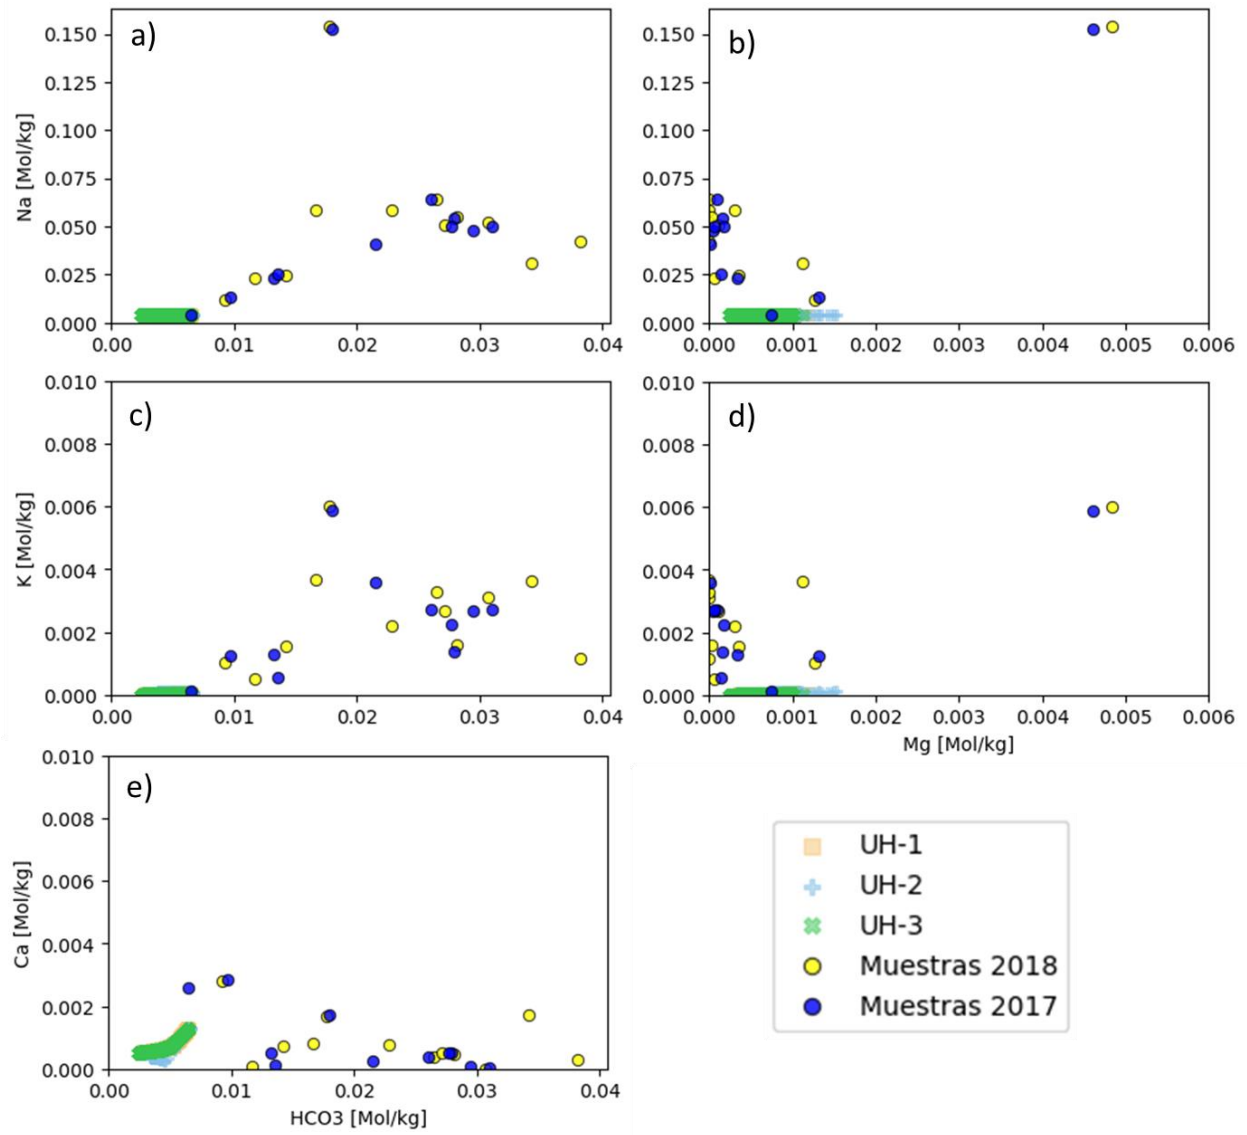 a)
0.150
0.125
0.100
0.075
0.050
0.025
0.000
Na [Mol/kg]
0.00 0.01 0.02 0.03 0.04
b)
0.150
0.125
0.100
0.075
0.050
0.025
0.000
0.000 0.001 0.002 0.003 0.004 0.005 0.006
c)
0.010
0.008
0.006
0.004
0.002
0.000
K [Mol/kg]
0.00 0.01 0.02 0.03 0.04
d)
0.010
0.008
0.006
0.004
0.002
0.000
0.000 0.001 0.002 0.003 0.004 0.005 0.006
Mg [Mol/kg]
e)
0.010
0.008
0.006
0.004
0.002
0.000
Ca [Mol/kg]
0.00 0.01 0.02 0.03 0.04
HCO3 [Mol/kg]
UH-1
UH-2
UH-3
Muestras 2018
Muestras 2017